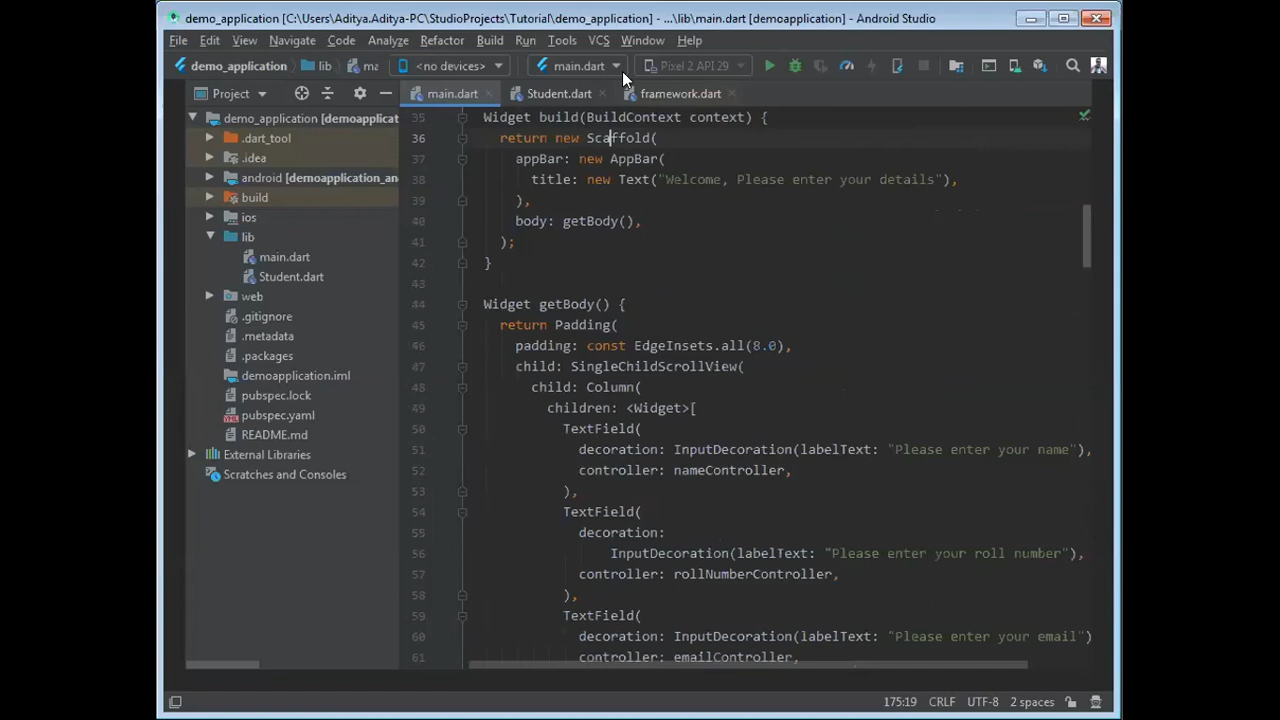 demo_application [C:\Users\Aditya.Aditya-PC\StudioProjects\Tutorial\demo_application] - ...\lib\main.dart [demoapplication] - Android Studio
File Edit View Navigate Code Analyze Refactor Build Run Tools VCS Window Help
demo_application lib ma <no devices> main.dart Pixel 2 API 29
Project main.dart Student.dart framework.dart
demo_application [demoapplicat
.dart_tool
.idea
android [demoapplication_an
build
ios
lib
main.dart
Student.dart
web
.gitignore
.metadata
.packages
demoapplication.iml
pubspec.lock
pubspec.yaml
README.md
External Libraries
Scratches and Consoles
35 Widget build(BuildContext context) {
36 return new Scaffold(
37 appBar: new AppBar(
38 title: new Text("Welcome, Please enter your details"),
39 ),
40 body: getBody(),
41 );
42 }
43
44 Widget getBody() {
45 return Padding(
46 padding: const EdgeInsets.all(8.0),
47 child: SingleChildScrollView(
48 child: Column(
49 children: <Widget>[
50 TextField(
51 decoration: InputDecoration(labelText: "Please enter your name"),
52 controller: nameController,
53 ),
54 TextField(
55 decoration:
56 InputDecoration(labelText: "Please enter your roll number"),
57 controller: rollNumberController,
58 ),
59 TextField(
60 decoration: InputDecoration(labelText: "Please enter your email")
61 controller: emailController,
175:19 CRLF UTF-8 2 spaces